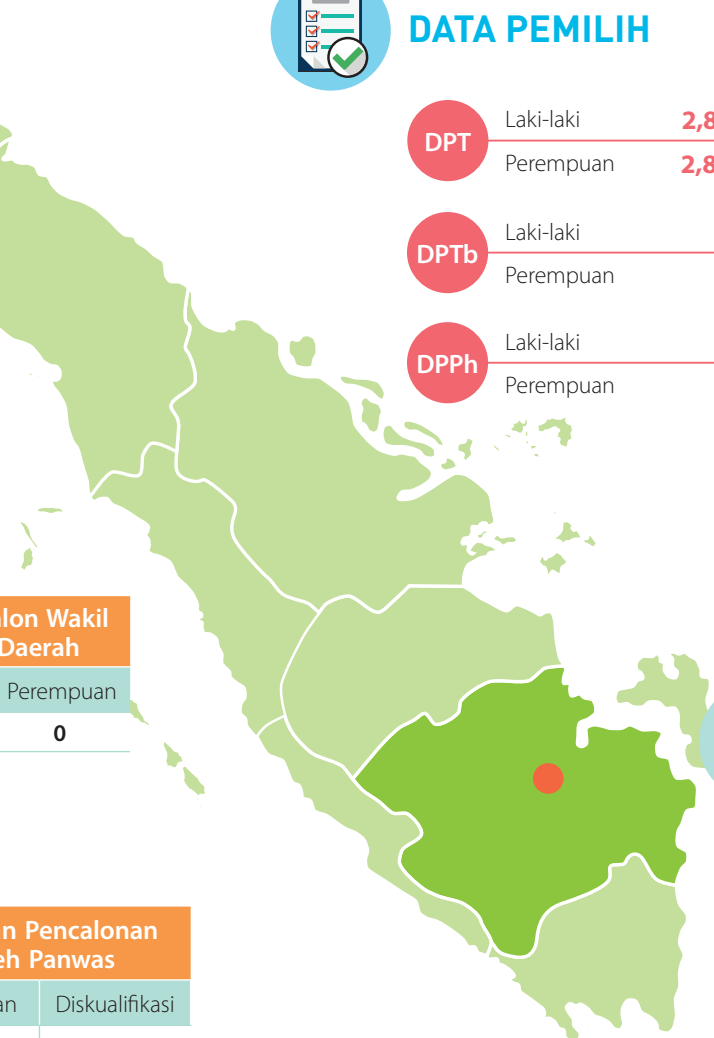 DATA PEMILIH
DPT
Laki-laki 2,8
Perempuan 2,8
DPTb
Laki-laki
Perempuan
DPPh
Laki-laki
Perempuan
lon Wakil
Daerah
Perempuan
0
n Pencalonan
eh Panwas
an Diskualifikasi